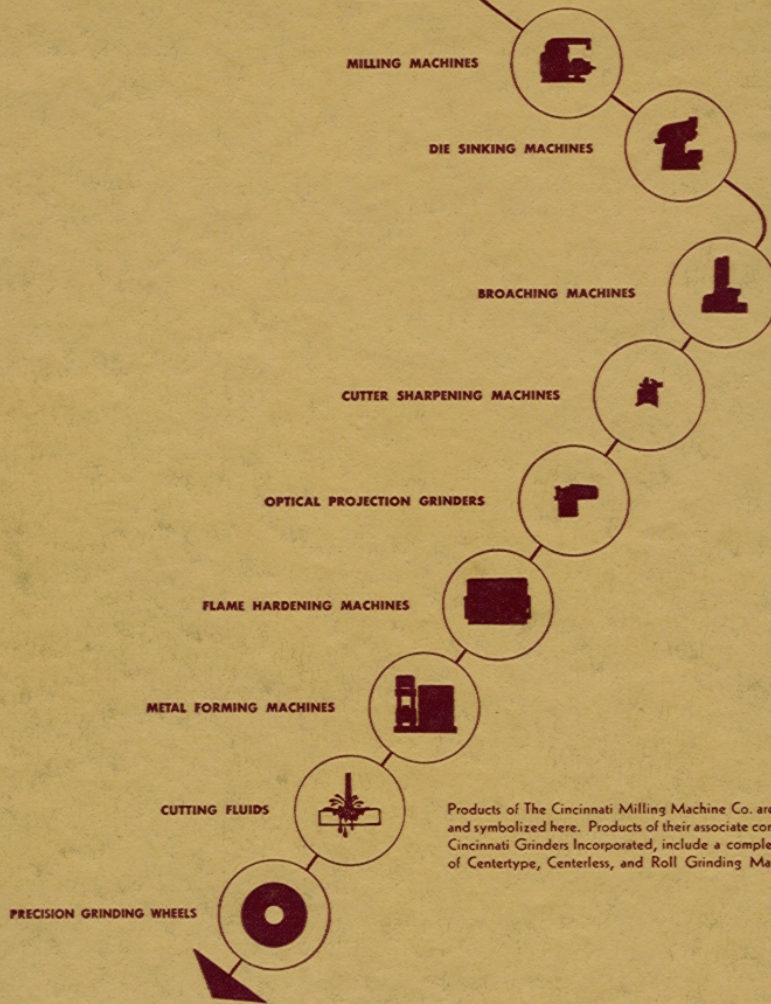 MILLING MACHINES
DIE SINKING MACHINES
BROACHING MACHINES
CUTTER SHARPENING MACHINES
OPTICAL PROJECTION GRINDERS
FLAME HARDENING MACHINES
METAL FORMING MACHINES
CUTTING FLUIDS
Products of The Cincinnati Milling Machine Co. are
and symbolized here. Products of their associate
Cincinnati Grinders Incorporated, include a
of Centertype, Centerless, and Roll Grinding
PRECISION GRINDING WHEELS